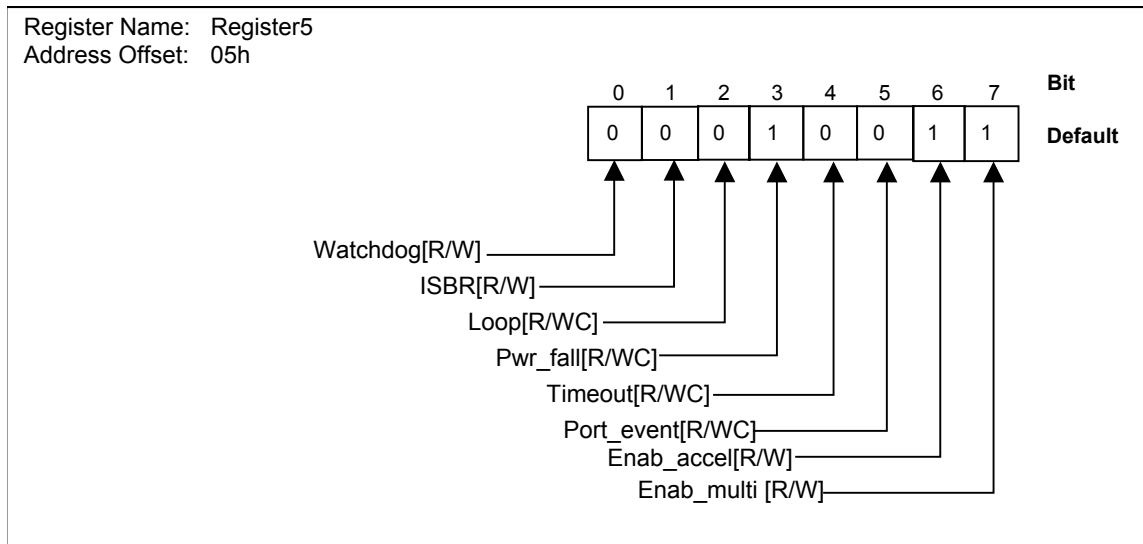 Register Name: Register5
Address Offset: 05h
0 1 2 3 4 5 6 7 Bit
0 0 0 1 0 0 1 1 Default
Watchdog[R/W]
ISBR[R/W]
Loop[R/WC]
Pwr_fall[R/WC]
Timeout[R/WC]
Port_event[R/WC]
Enab_accel[R/W]
Enab_multi [R/W]